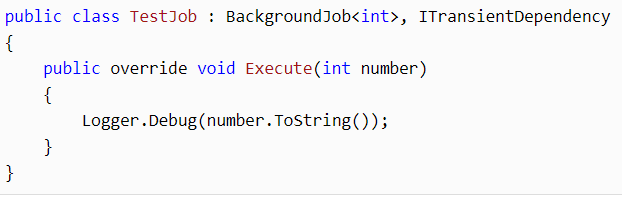 public class TestJob : BackgroundJob<int>, ITransientDependency
{
    public override void Execute(int number)
    {
        Logger.Debug(number.ToString());
    }
}